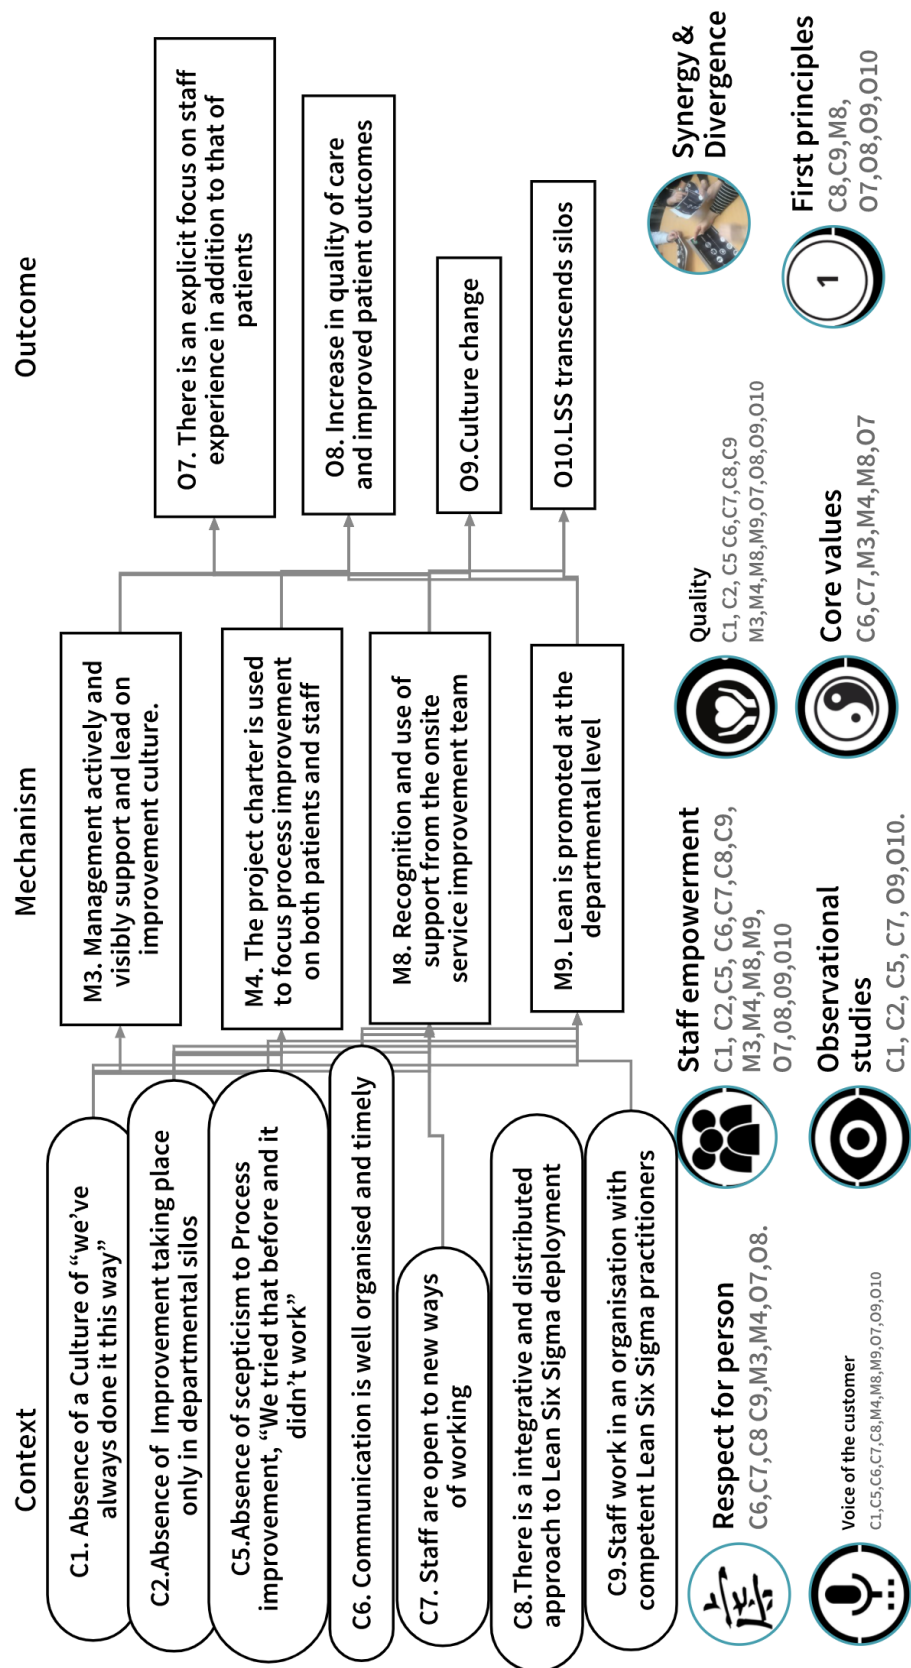 Context
Mechanism
Outcome
C1. Absence of a Culture of “we’ve
always done it this way”
C2.Absence of Improvement taking place
only in departmental silos
C5.Absence of scepticism to Process
improvement, “We tried that before and it
didn’t work”
C6. Communication is well organised and timely
C7. Staff are open to new ways
of working
C8.There is a integrative and distributed
approach to Lean Six Sigma deployment
C9.Staff work in an organisation with
competent Lean Six Sigma practitioners
M3. Management actively and
visibly support and lead on
improvement culture.
M4. The project charter is used
to focus process improvement
on both patients and staff
M8. Recognition and use of
support from the onsite
service improvement team
M9. Lean is promoted at the
departmental level
O7. There is an explicit focus on staff
experience in addition to that of
patients
O8. Increase in quality of care
and improved patient outcomes
O9.Culture change
O10.LSS transcends silos
Respect for person
C6,C7,C8 C9,M3,M4,O7,O8.
Staff empowerment
C1, C2,C5, C6,C7,C8,C9,
M3,M4,M8,M9,
O7,08,09,010
Quality
C1, C2, C5 C6,C7,C8,C9
M3,M4,M8,M9,O7,O8,O9,O10
Synergy &
Divergence
Voice of the customer
C1,C5,C6,C7,C8,M4,M8,M9,O7,O9,O10
Observational
studies
C1, C2, C5, C7, O9,O10.
Core values
C6,C7,M3,M4,M8,O7
1
First principles
C8,C9,M8,
O7,O8,O9,O10